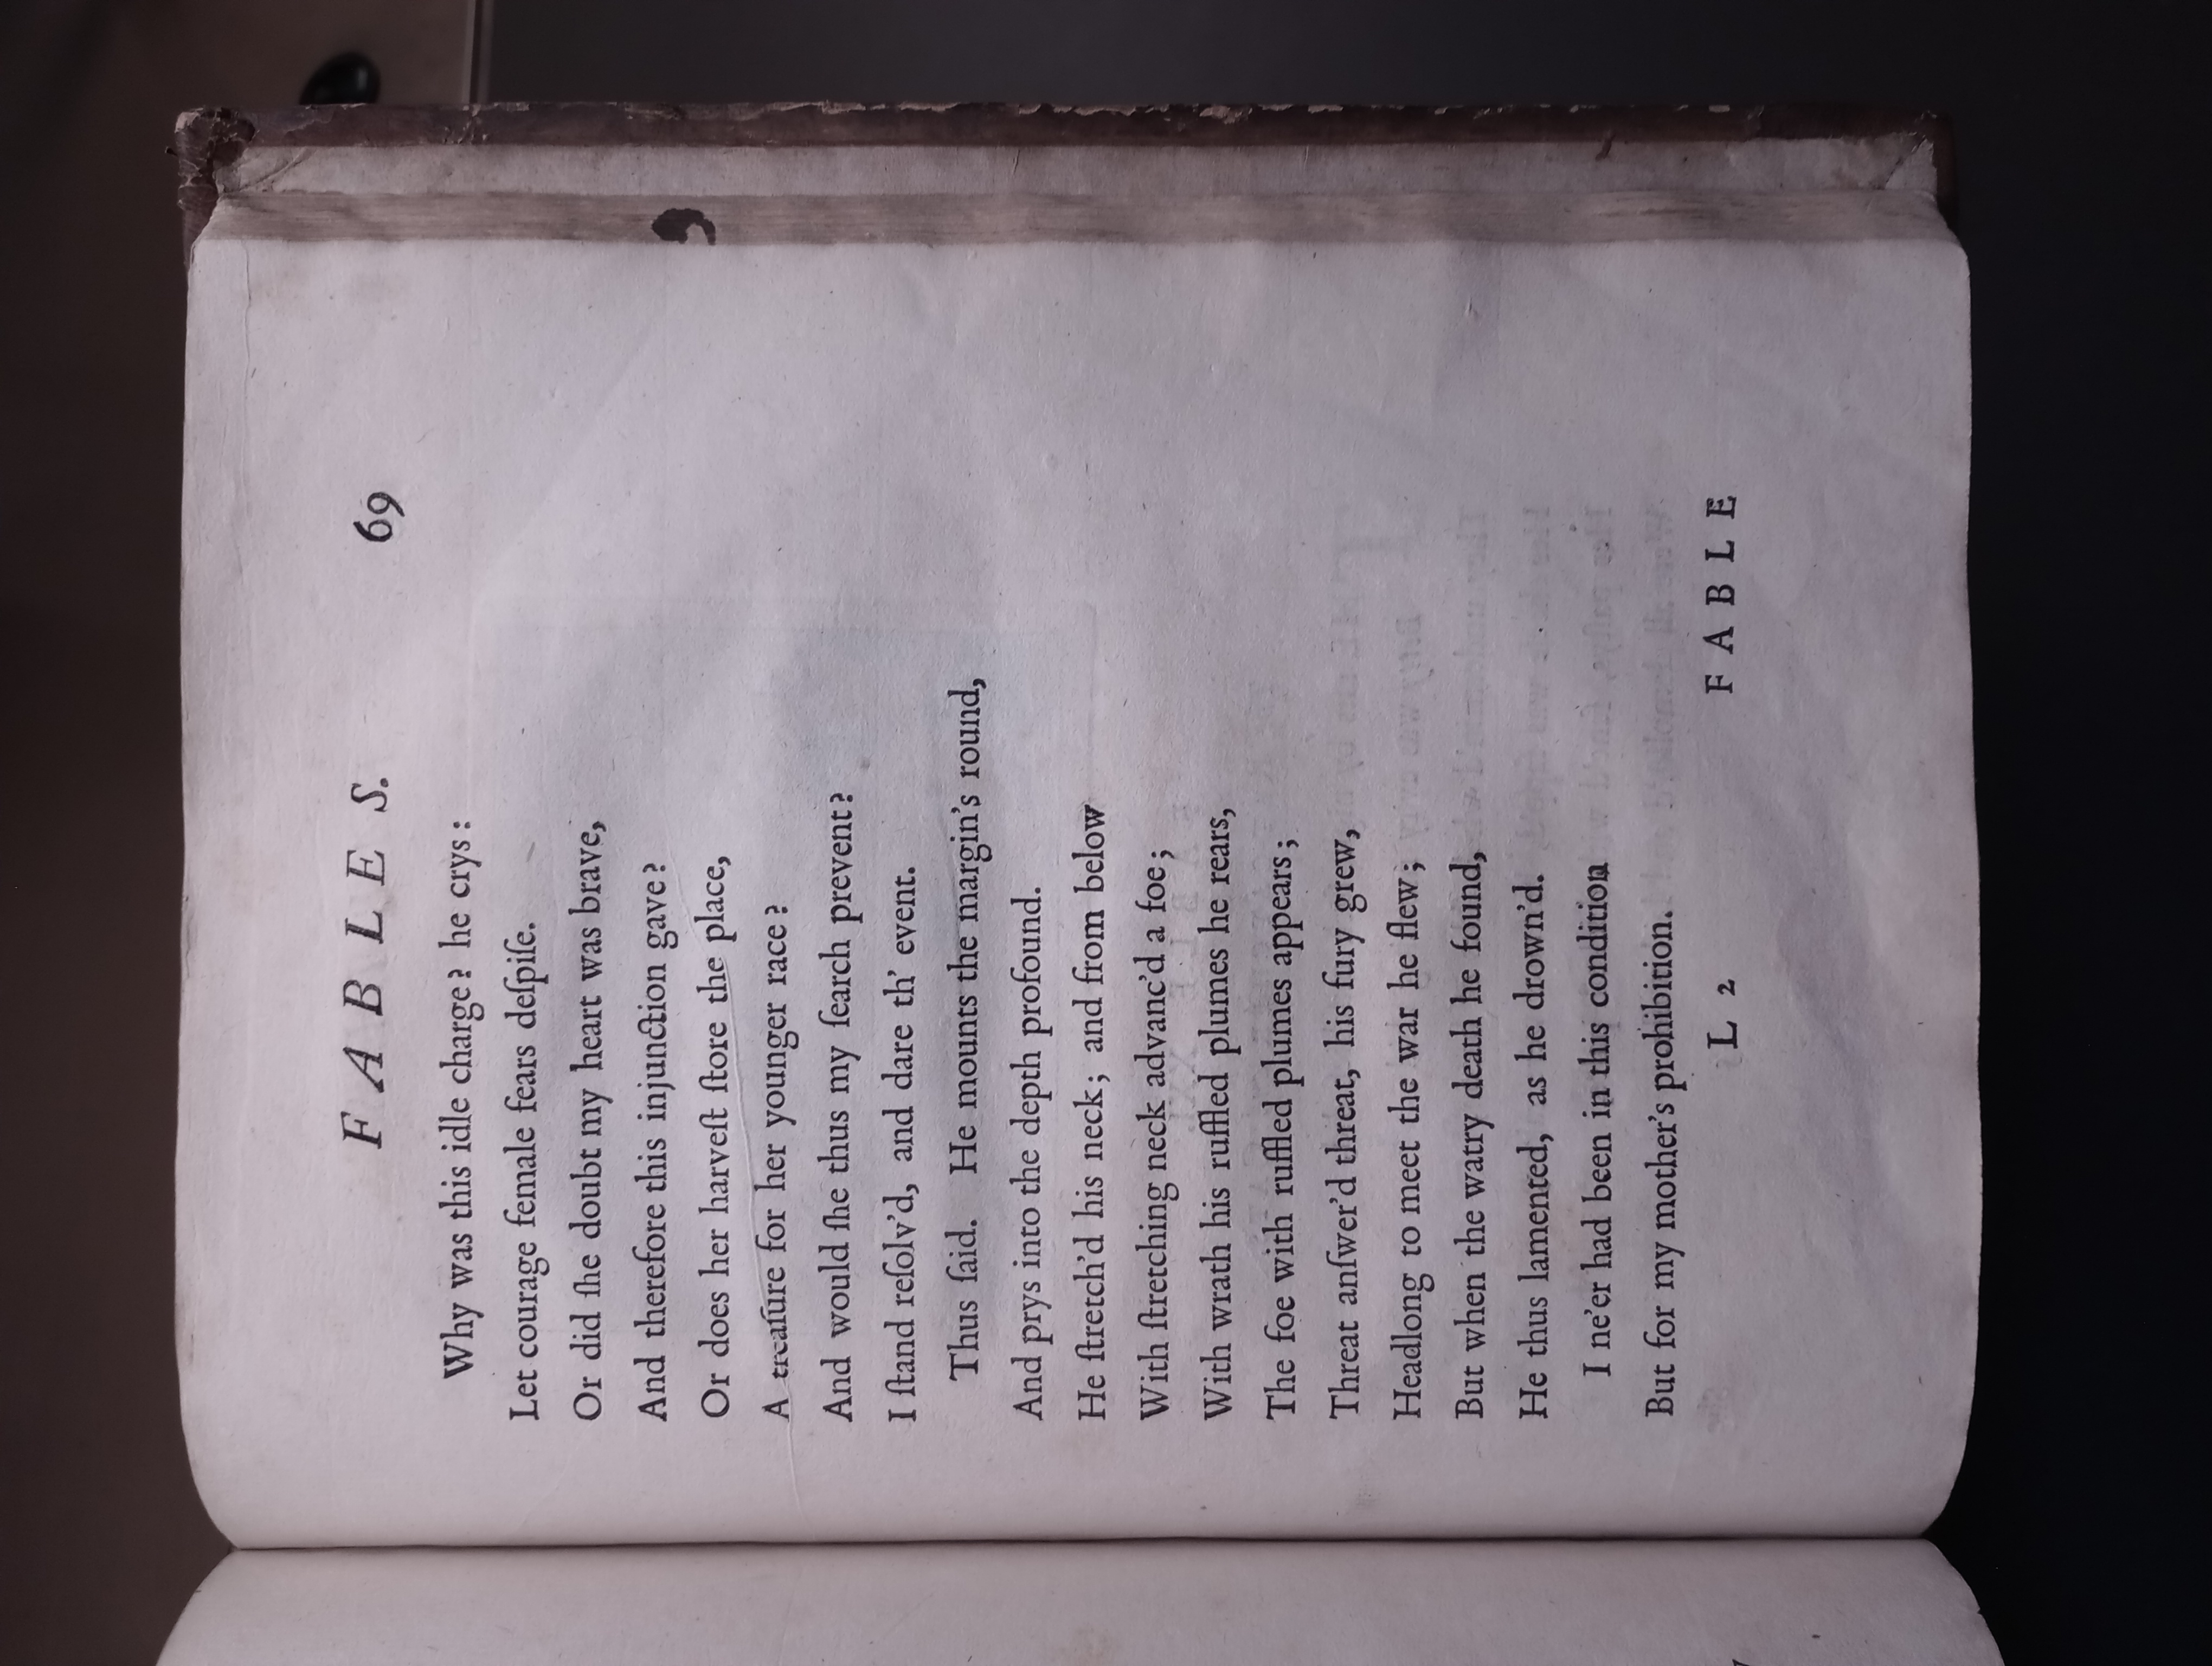 FABLES. 69
Why was this idle charge? he crys:
Let courage female fears deſpiſe.
Or did ſhe doubt my heart was brave,
And therefore this injunction gave?
Or does her harveſt ſtore the place,
A treaſure for her younger race?
And would ſhe thus my ſearch prevent?
I ſtand reſolv'd, and dare th' event.
Thus ſaid. He mounts the margin's round,
And prys into the depth profound.
He ſtretch'd his neck; and from below
With ſtretching neck advanc'd a foe;
With wrath his ruffled plumes he rears,
The foe with ruffled plumes appears;
Threat anſwer'd threat, his fury grew,
Headlong to meet the war he flew;
But when the watry death he found,
He thus lamented, as he drown'd.
I ne'er had been in this condition
But for my mother's prohibition.
L 2 FABLE